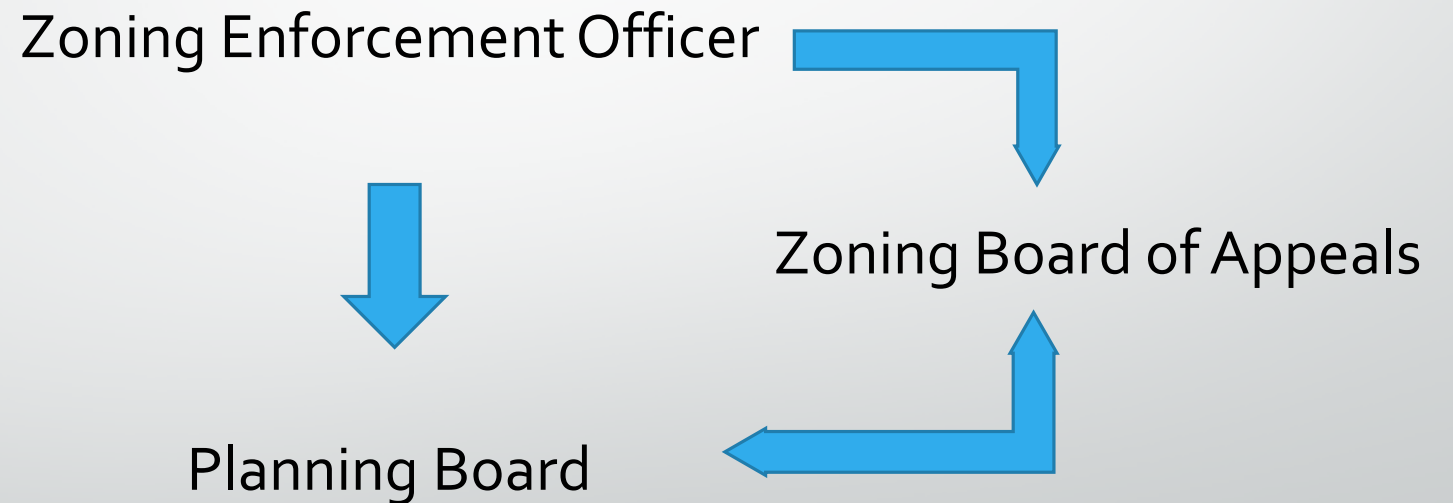 Zoning Enforcement Officer
Zoning Board of Appeals
Planning Board